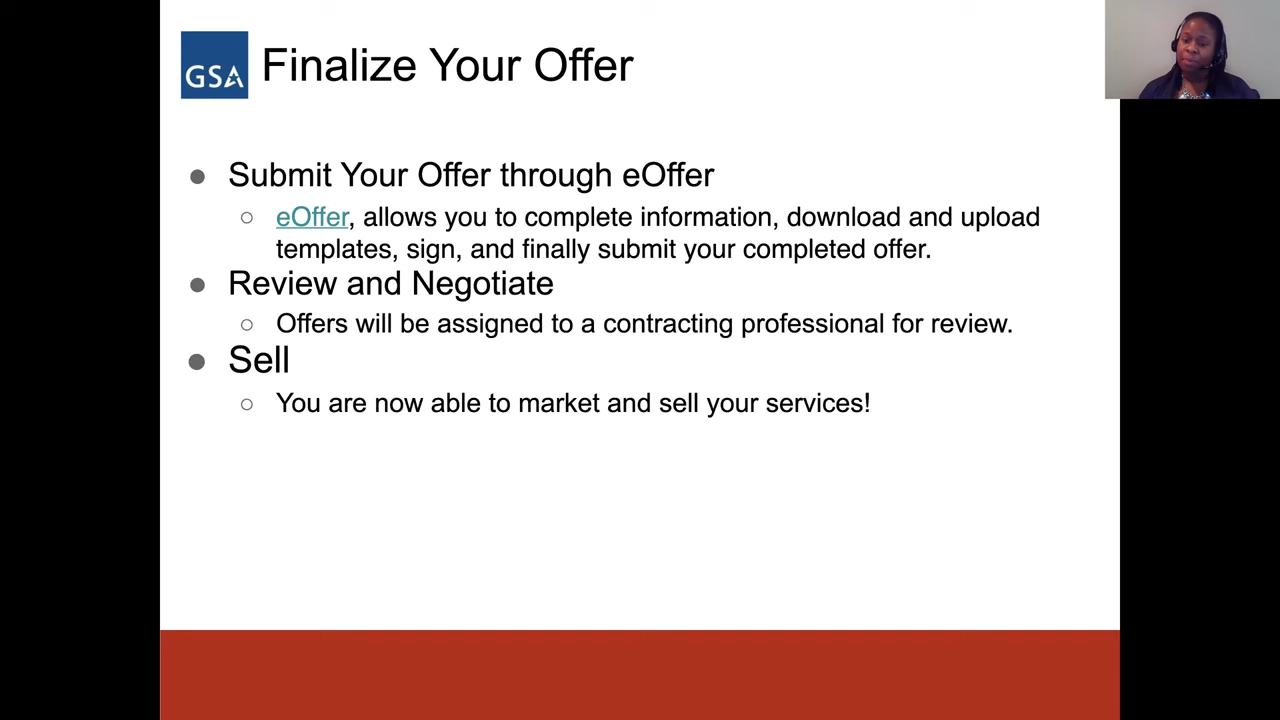 GSA
Finalize Your Offer
● Submit Your Offer through eOffer
○ eOffer, allows you to complete information, download and upload
templates, sign, and finally submit your completed offer.
● Review and Negotiate
○ Offers will be assigned to a contracting professional for review.
● Sell
○ You are now able to market and sell your services!